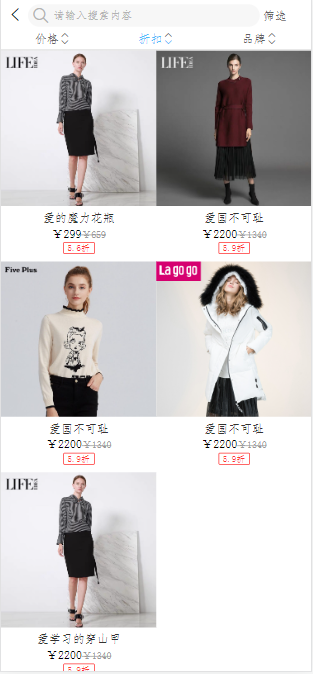 请输入搜索内容 筛选
价格 折扣 品牌
LIFE
LIFE
爱的魔力花瓶
￥299￥659
5.6折
爱国不可耻
￥2200￥1340
5.9折
Five Plus
Lagogo
爱国不可耻
￥2200￥1340
5.9折
爱国不可耻
￥2200￥1340
5.9折
LIFE
爱学习的穿山甲
￥2200￥1340
5.9折